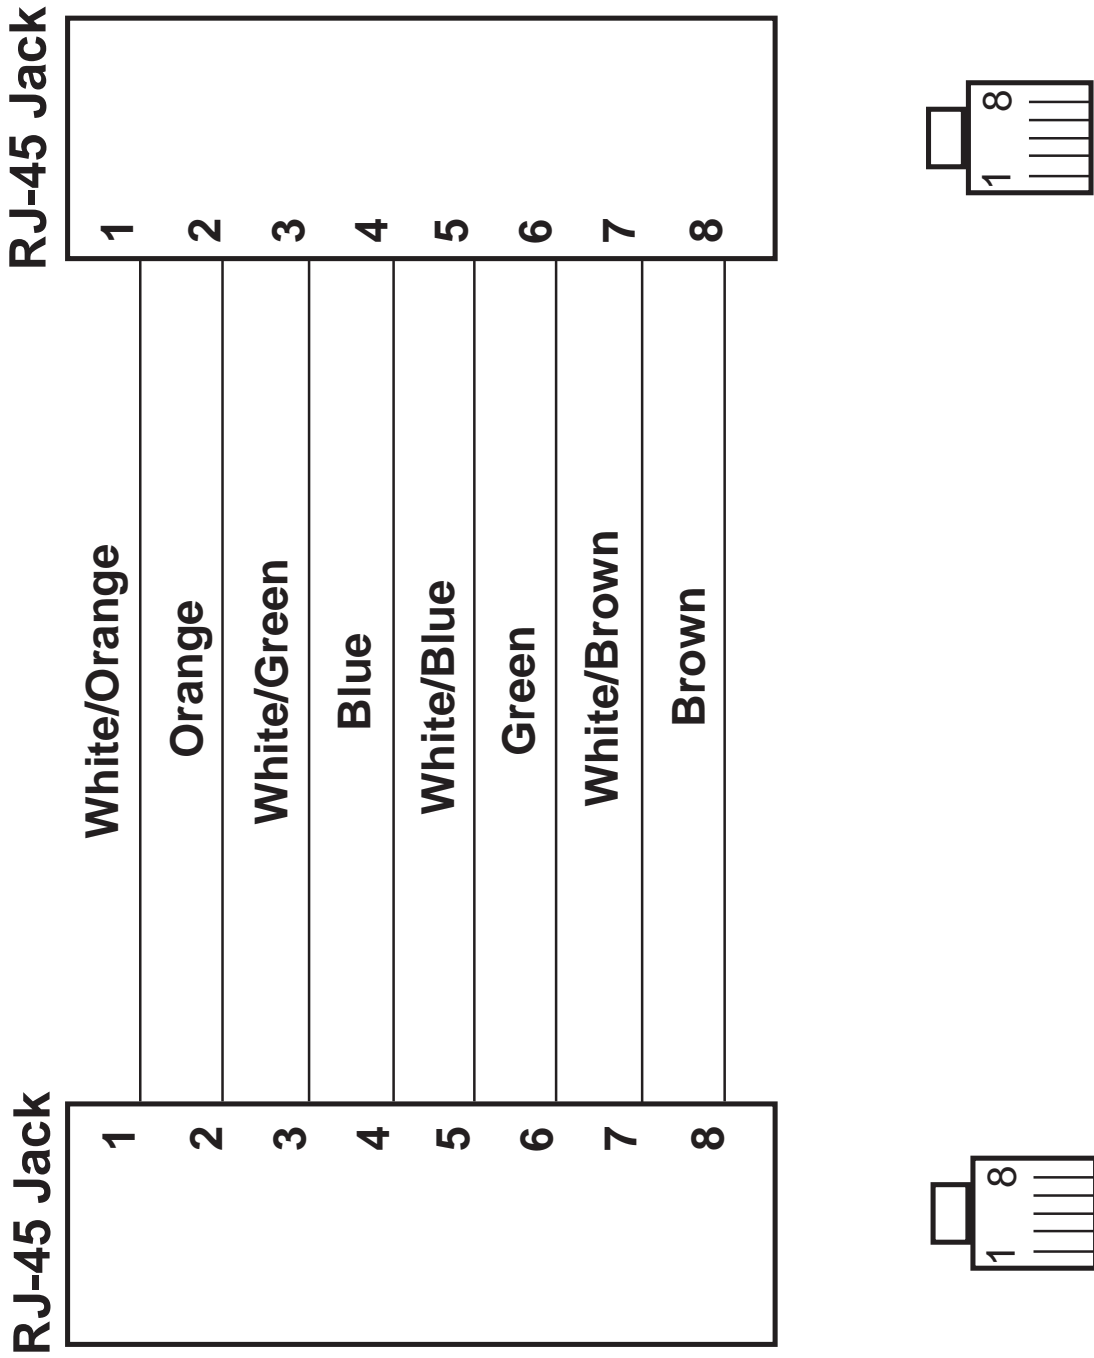 RJ-45 Jack
RJ-45 Jack
1 White/Orange 1
2 Orange 2
3 White/Green 3
4 Blue 4
5 White/Blue 5
6 Green 6
7 White/Brown 7
8 Brown 8
1 8
1 8